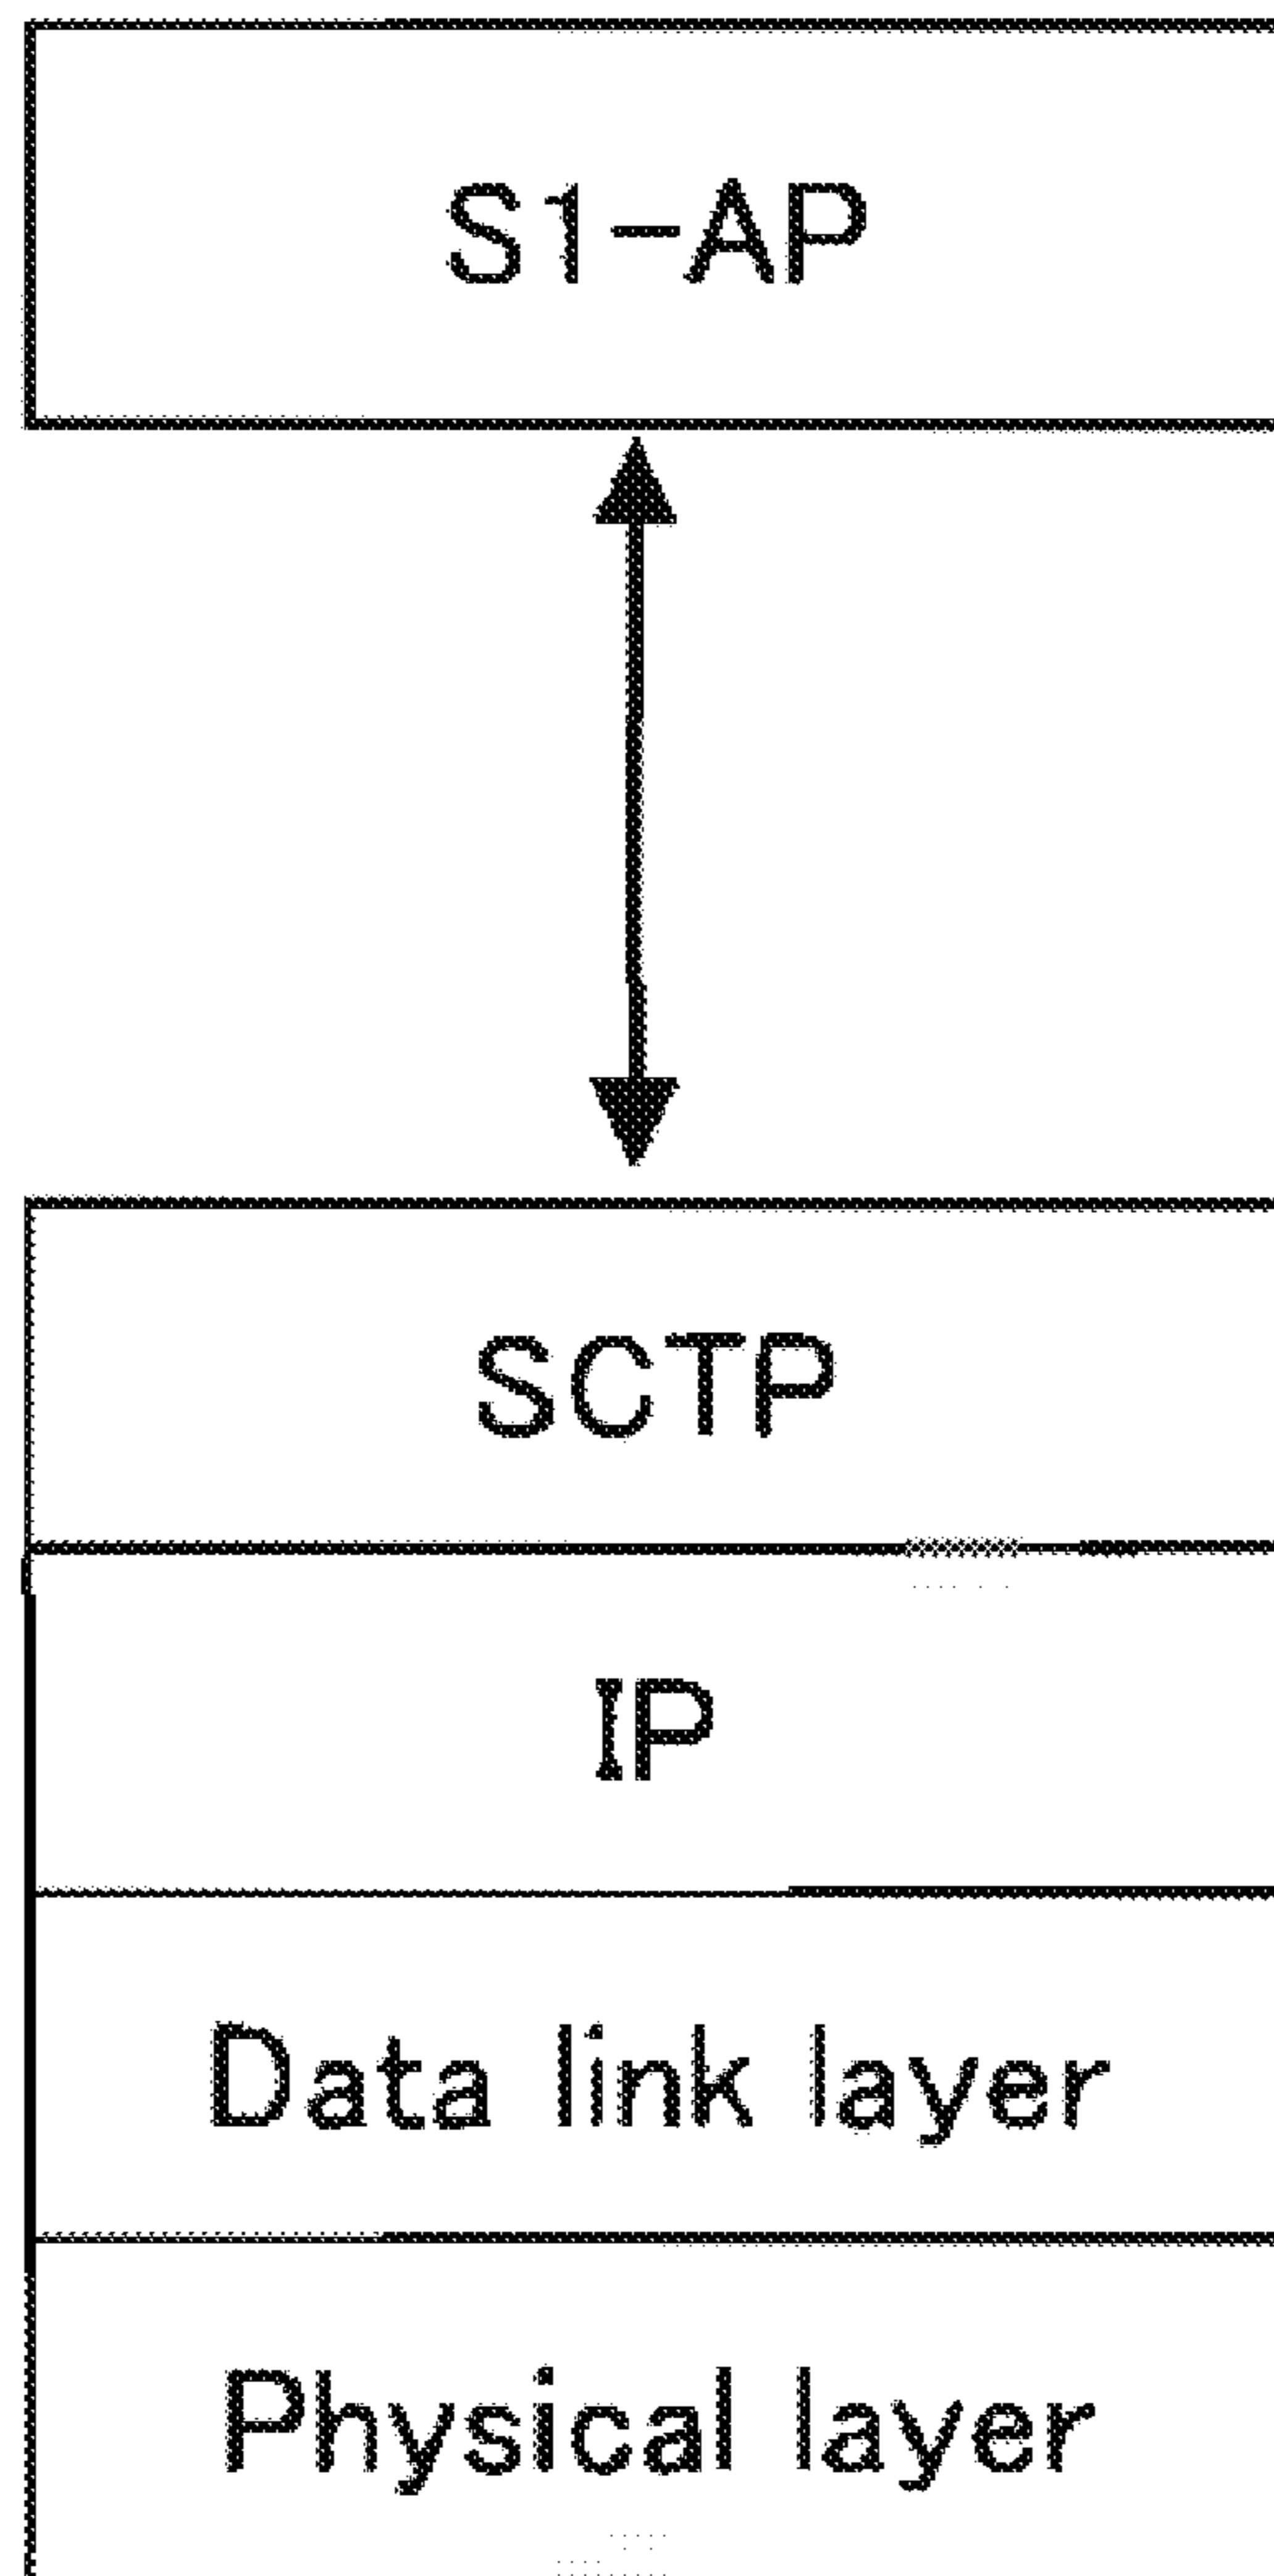 S1-AP
SCTP
IP
Data link layer
Physical layer